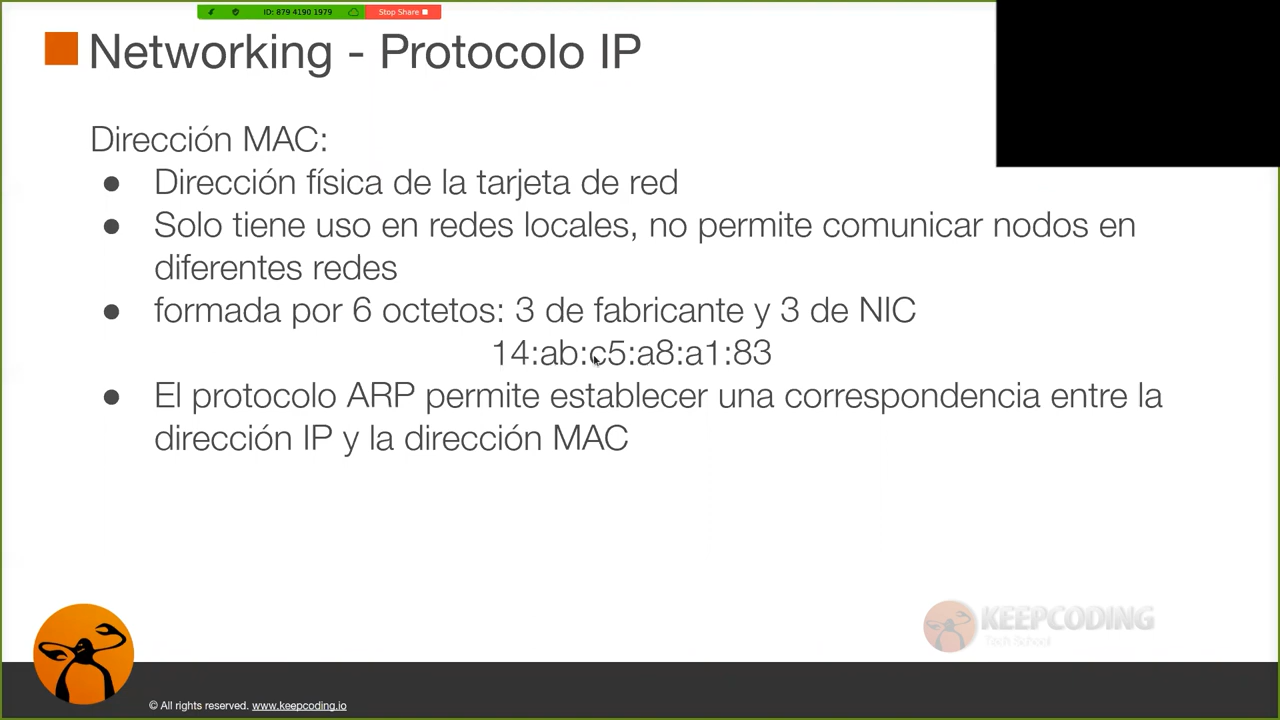 ID: 879 4190 1979
Stop Share
Networking - Protocolo IP
Dirección MAC:
● Dirección física de la tarjeta de red
● Solo tiene uso en redes locales, no permite comunicar nodos en
diferentes redes
● formada por 6 octetos: 3 de fabricante y 3 de NIC
14:ab:c5:a8:a1:83
● El protocolo ARP permite establecer una correspondencia entre la
dirección IP y la dirección MAC
KEEPCODING
Tech School
© All rights reserved. www.keepcoding.io